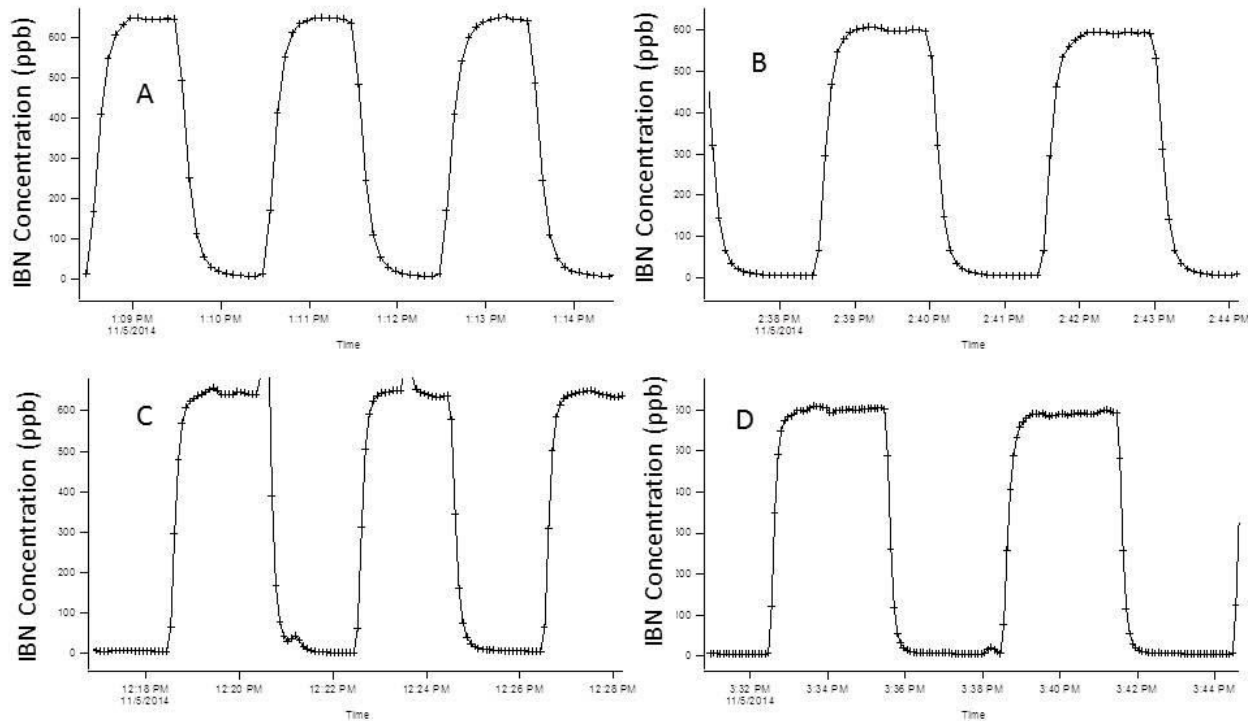 IBN Concentration (ppb)
600
500
400
300
200
100
0
A
1:09 PM 1:10 PM 1:11 PM 1:12 PM 1:13 PM 1:14 PM
11/5/2014
Time
IBN Concentration (ppb)
600
500
400
300
200
100
0
B
2:38 PM 2:39 PM 2:40 PM 2:41 PM 2:42 PM 2:43 PM 2:44 PM
11/5/2014
Time
IBN Concentration (ppb)
600
500
400
300
200
100
0
C
12:18 PM 12:20 PM 12:22 PM 12:24 PM 12:26 PM 12:28 PM
11/5/2014
Time
IBN Concentration (ppb)
D
3:32 PM 3:34 PM 3:36 PM 3:38 PM 3:40 PM 3:42 PM 3:44 PM
11/5/2014
Time